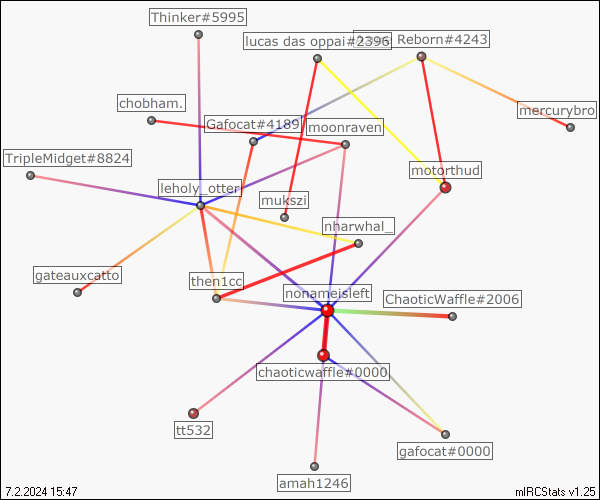 Thinker#5995
lucas das oppai#2396
Reborn#4243
chobham.
mercurybro
Gafocat#4189
moonraven
TripleMidget#8824
motorthud
leholy_otter
mukszi
nharwhal_
gateauxcatto
then1cc
nonameisleft
ChaoticWaffle#2006
chaoticwaffle#0000
tt532
gafocat#0000
amah1246
7.2.2024 15:47
mIRCStats v1.25